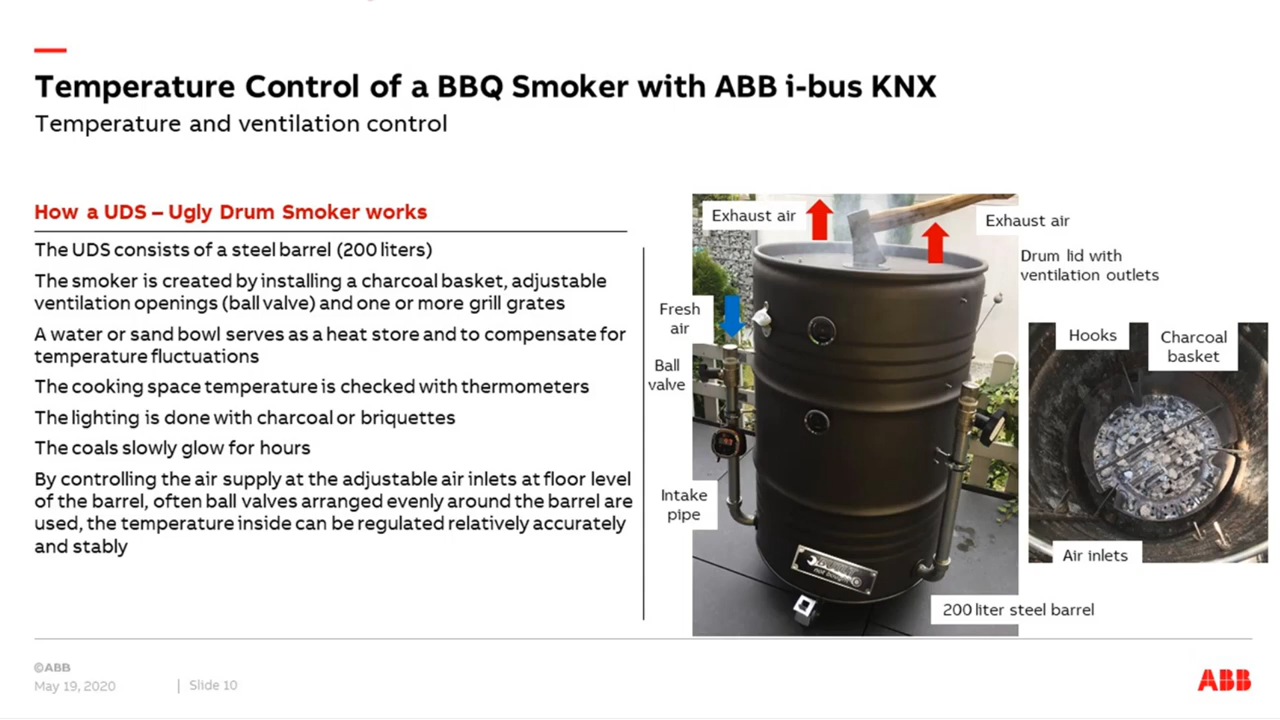 Temperature Control of a BBQ Smoker with ABB i-bus KNX
Temperature and ventilation control
How a UDS – Ugly Drum Smoker works
The UDS consists of a steel barrel (200 liters)
The smoker is created by installing a charcoal basket, adjustable
ventilation openings (ball valve) and one or more grill grates
A water or sand bowl serves as a heat store and to compensate for
temperature fluctuations
The cooking space temperature is checked with thermometers
The lighting is done with charcoal or briquettes
The coals slowly glow for hours
By controlling the air supply at the adjustable air inlets at floor level
of the barrel, often ball valves arranged evenly around the barrel are
used, the temperature inside can be regulated relatively accurately
and stably
Exhaust air
Exhaust air
Drum lid with
ventilation outlets
Fresh
air
Ball
valve
Intake
pipe
Hooks
Charcoal
basket
Air inlets
not bought
200 liter steel barrel
©ABB
May 19, 2020 | Slide 10
ABB